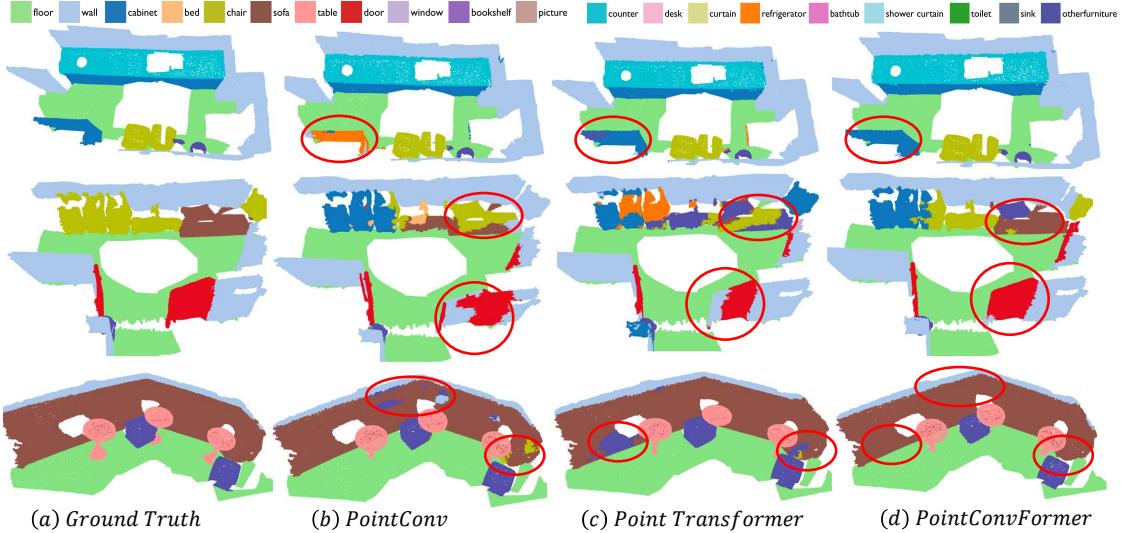 floor wall cabinet bed chair sofa table door window bookshelf picture counter desk curtain refrigerator bathtub shower curtain toilet sink otherfurniture
(a) Ground Truth (b) PointConv (c) Point Transformer (d) PointConvFormer